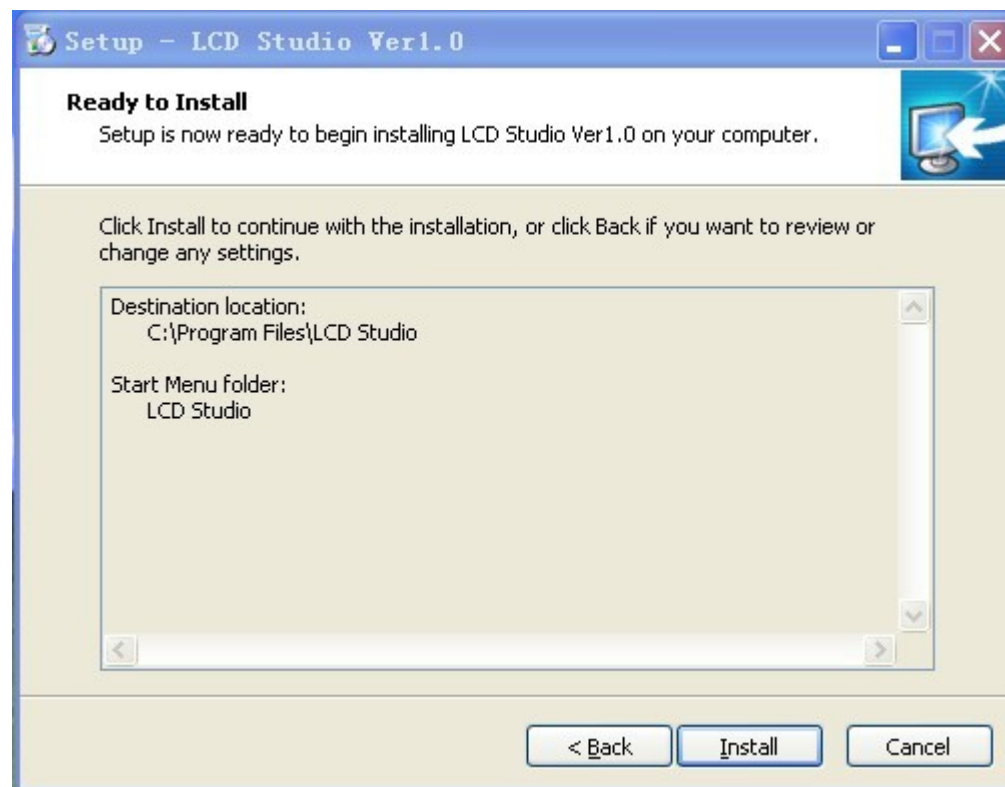 Setup - LCD Studio Ver1.0
Ready to Install
Setup is now ready to begin installing LCD Studio Ver1.0 on your computer.
Click Install to continue with the installation, or click Back if you want to review or
change any settings.
Destination location:
C:\Program Files\LCD Studio
Start Menu folder:
LCD Studio
< Back Install Cancel